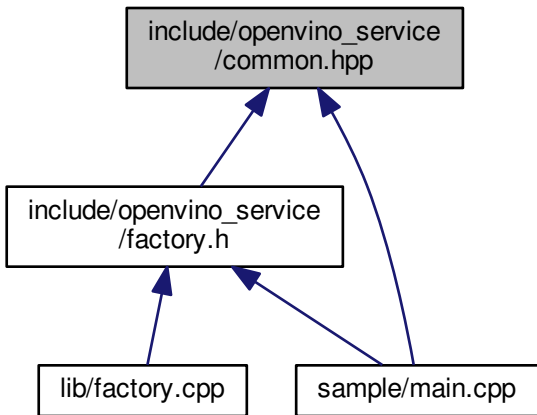 include/openvino_service
/common.hpp
include/openvino_service
/factory.h
lib/factory.cpp
sample/main.cpp